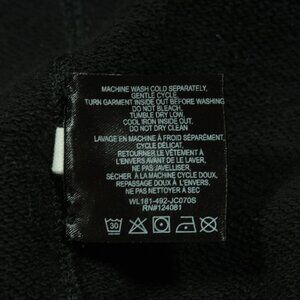 MACHINE WASH COLD SEPARATELY,
GENTLE CYCLE.
TURN GARMENT INSIDE OUT BEFORE WASHING
DO NOT BLEACH,
TUMBLE DRY LOW.
COOL IRON INSIDE OUT.
DO NOT DRY CLEAN
LAVAGE EN MACHINE À FROID SÉPARÉMENT,
CYCLE DÉLICAT.
RETOURNER LE VÊTEMENT À
L'ENVERS AVANT DE LE LAVER,
NE PAS JAVELLISER.
SÉCHER À LA MACHINE CYCLE DOUX.
REPASSAGE DOUX À L'ENVERS.
NE PAS NETTOYER À SEC
WL181-492-JC070S
RN#124081
30